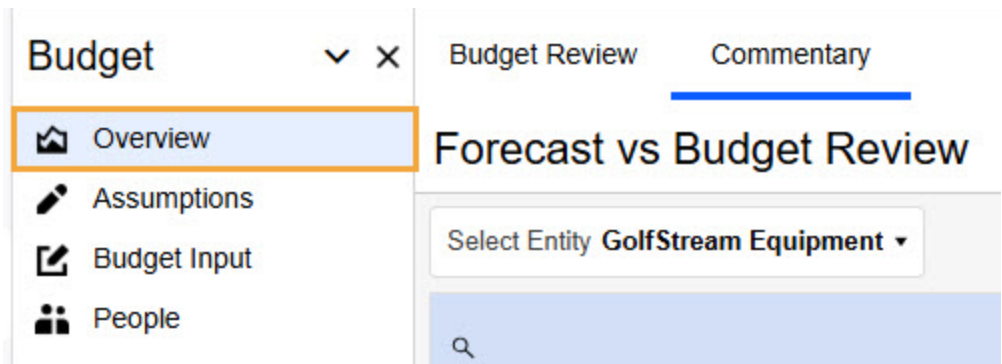 Budget
Overview
Assumptions
Budget Input
People
Budget Review
Commentary
Forecast vs Budget Review
Select Entity GolfStream Equipment